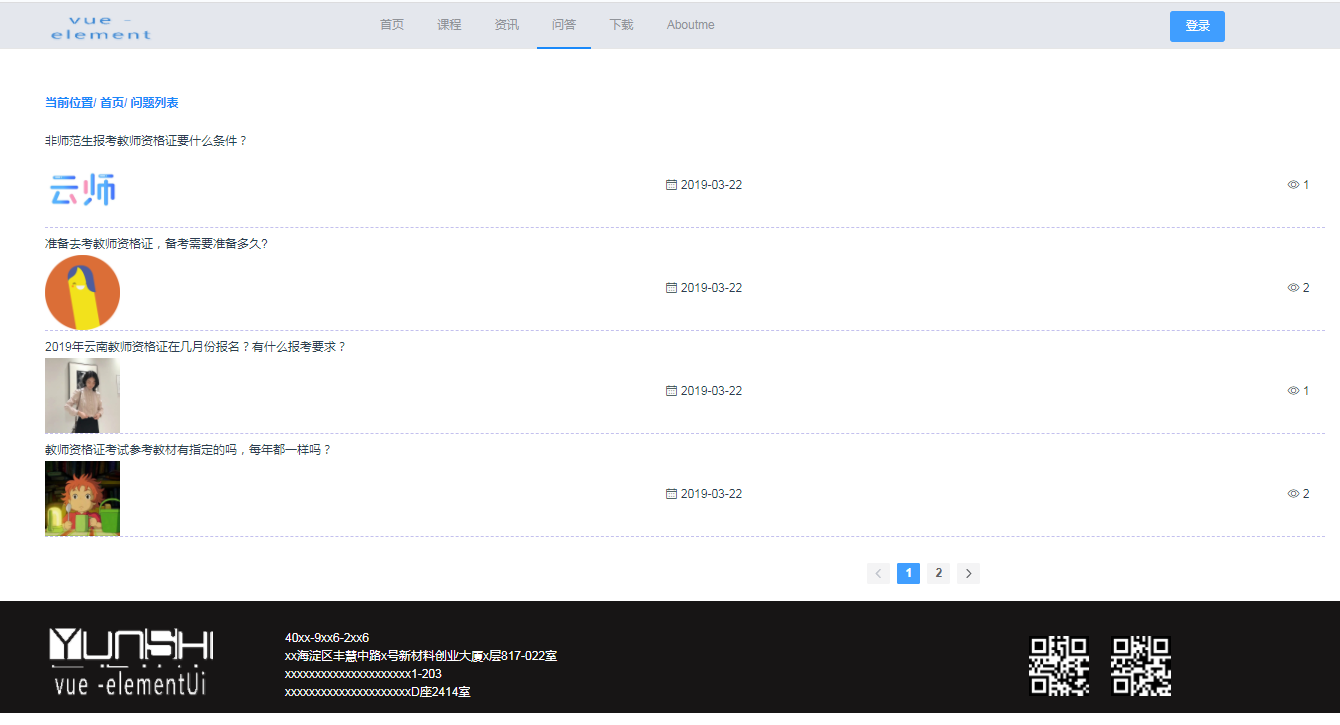 vue -
element
首页 课程 资讯 问答 下载 Aboutme 登录
当前位置/ 首页/ 问题列表
非师范生报考教师资格证要什么条件？
云师
2019-03-22 1
准备去考教师资格证，备考需要准备多久?
2019-03-22 2
2019年云南教师资格证在几月份报名？有什么报考要求？
2019-03-22 1
教师资格证考试参考教材有指定的吗，每年都一样吗？
2019-03-22 2
< 1 2 >
YUNSHI
vue -elementUi
40xx-9xx6-2xx6
xx海淀区丰慧中路x号新材料创业大厦x层817-022室
xxxxxxxxxxxxxxxxxxxxx1-203
xxxxxxxxxxxxxxxxxxxxxD座2414室